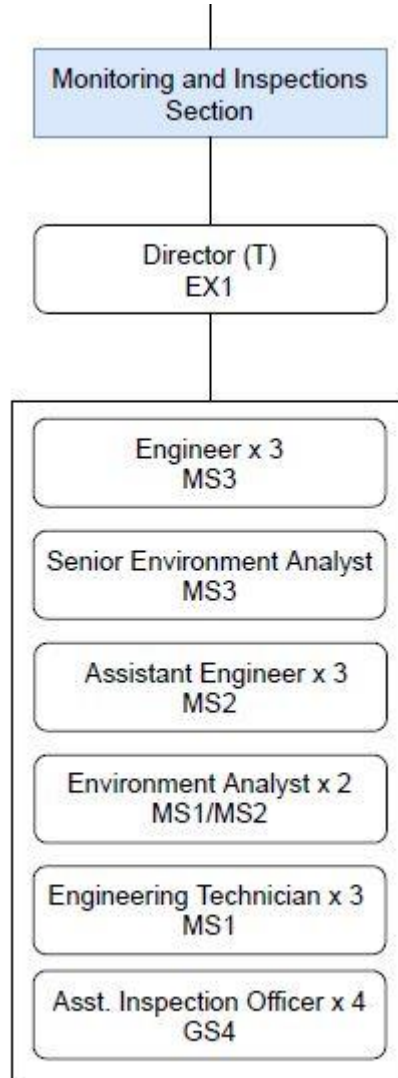 Monitoring and Inspections
Section
Director (T)
EX1
Engineer x 3
MS3
Senior Environment Analyst
MS3
Assistant Engineer x 3
MS2
Environment Analyst x 2
MS1/MS2
Engineering Technician x 3
MS1
Asst. Inspection Officer x 4
GS4